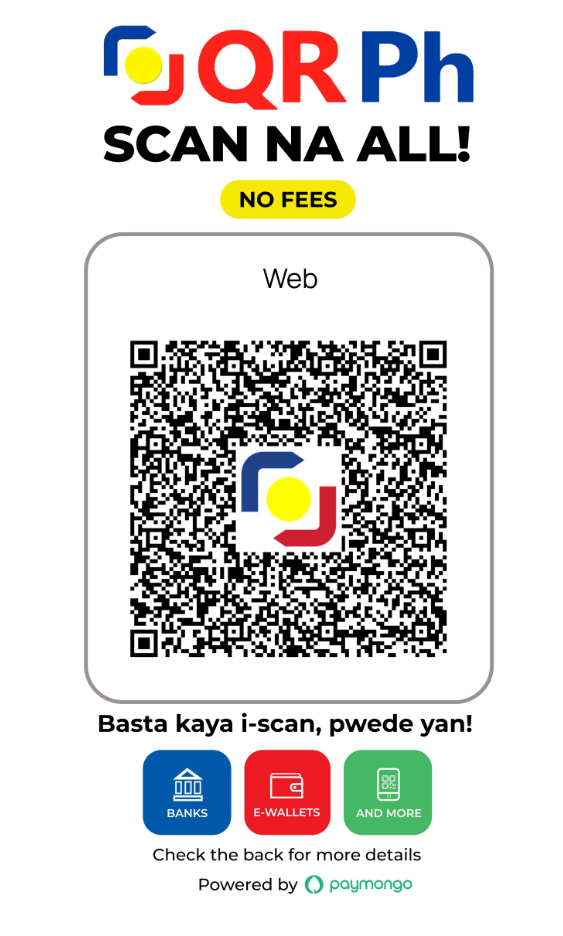 QR Ph
SCAN NA ALL!
NO FEES
Web
Basta kaya i-scan, pwede yan!
BANKS
E-WALLETS
AND MORE
Check the back for more details
Powered by paymongo